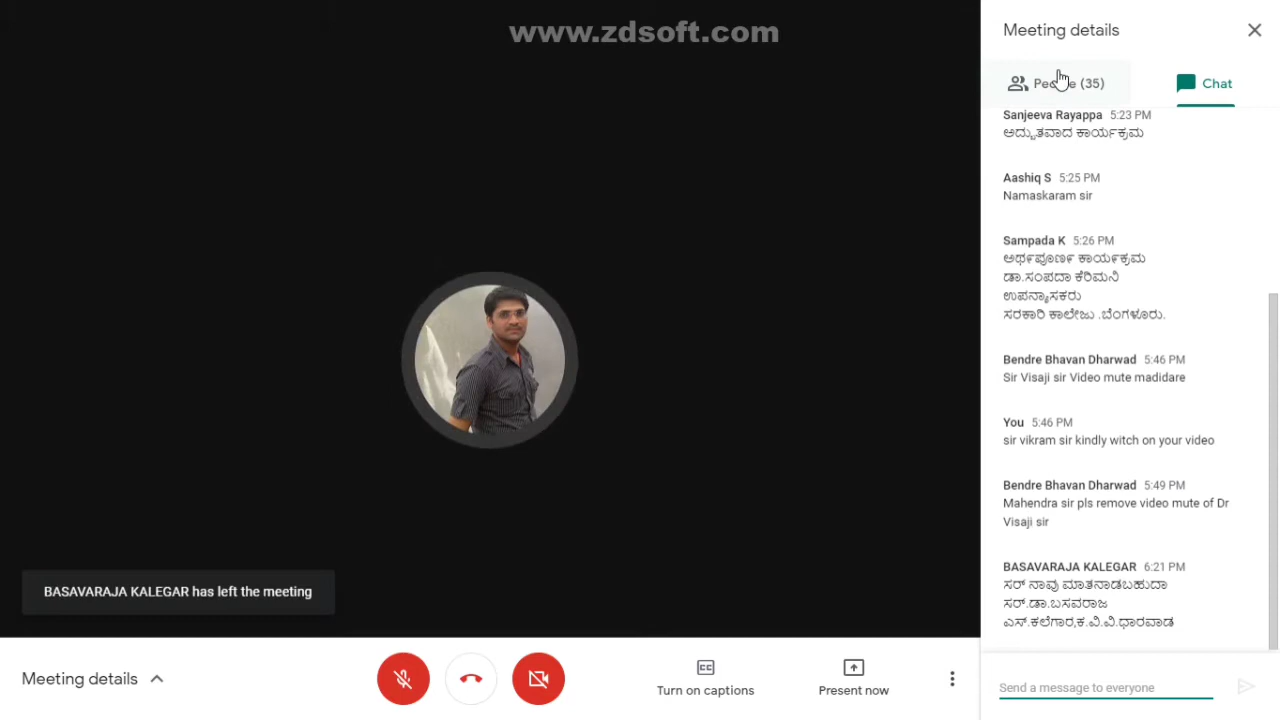 www.zdsoft.com
Meeting details
People (35)
Chat
Sanjeeva Rayappa 5:23 PM
ಅದ್ಭುತವಾದ ಕಾರ್ಯಕ್ರಮ
Aashiq S 5:25 PM
Namaskaram sir
Sampada K 5:26 PM
ಅರ್ಥಪೂರ್ಣ ಕಾರ್ಯಕ್ರಮ
ಡಾ.ಸಂಪದಾ ಕೆರಿಮನಿ
ಉಪನ್ಯಾಸಕರು
ಸರಕಾರಿ ಕಾಲೇಜು .ಬೆಂಗಳೂರು.
Bendre Bhavan Dharwad 5:46 PM
Sir Visaji sir Video mute madidare
You 5:46 PM
sir vikram sir kindly witch on your video
Bendre Bhavan Dharwad 5:49 PM
Mahendra sir pls remove video mute of Dr
Visaji sir
BASAVARAJA KALEGAR 6:21 PM
ಸರ್ ನಾವು ಮಾತನಾಡಬಹುದಾ
ಸರ್.ಡಾ.ಬಸವರಾಜ
ಎಸ್.ಕಲೆಗಾರ,ಕ.ವಿ.ವಿ.ಧಾರವಾಡ
BASAVARAJA KALEGAR has left the meeting
Meeting details
Turn on captions
Present now
Send a message to everyone